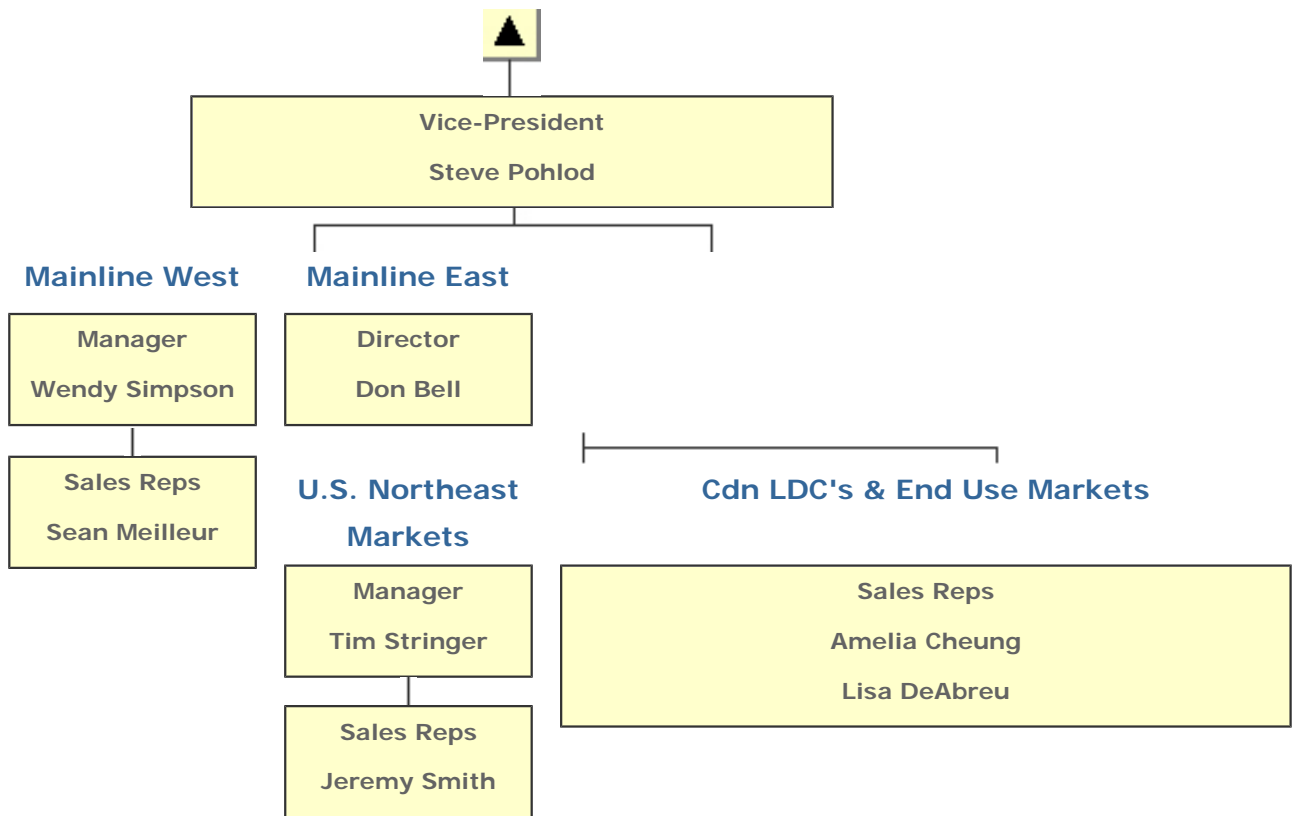 Vice-President
Steve Pohlod
Mainline West
Mainline East
Manager
Wendy Simpson
Director
Don Bell
Sales Reps
Sean Meilleur
U.S. Northeast
Markets
Cdn LDC's & End Use Markets
Manager
Tim Stringer
Sales Reps
Amelia Cheung
Lisa DeAbreu
Sales Reps
Jeremy Smith